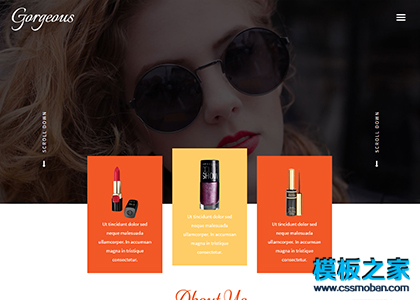 Gorgeous
SCROLL DOWN
SCROLL DOWN
SHOW
Ut tincidunt dolor sed
neque malesuada
ullamcorper. In accumsan
magna in tristique
consectetur.
Ut tincidunt dolor sed
neque malesuada
ullamcorper. In accumsan
magna in tristique
consectetur.
Ut tincidunt dolor sed
neque malesuada
ullamcorper. In accumsan
magna in tristique
consectetur.
About Us
模板之家
www.cssmoban.com